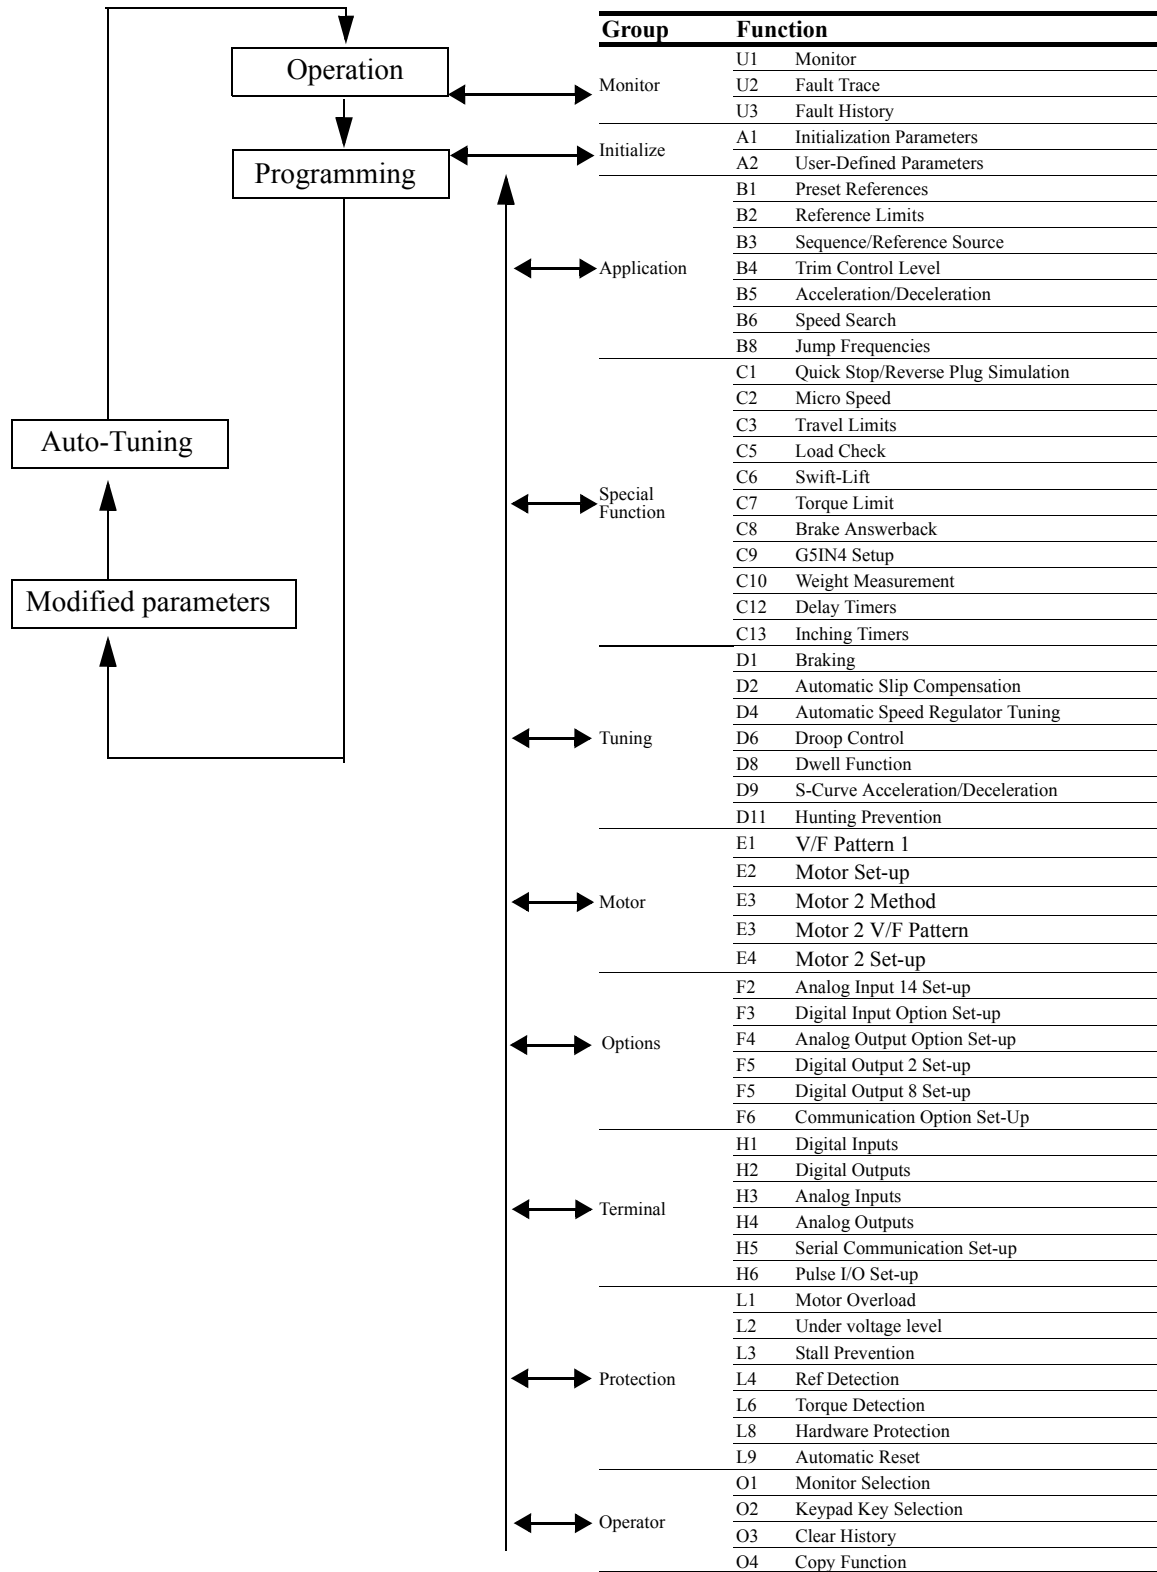 Operation
Programming
Auto-Tuning
Modified parameters
Group Function
Monitor
U1 Monitor
U2 Fault Trace
U3 Fault History
Initialize
A1 Initialization Parameters
A2 User-Defined Parameters
Application
B1 Preset References
B2 Reference Limits
B3 Sequence/Reference Source
B4 Trim Control Level
B5 Acceleration/Deceleration
B6 Speed Search
B8 Jump Frequencies
Special
Function
C1 Quick Stop/Reverse Plug Simulation
C2 Micro Speed
C3 Travel Limits
C5 Load Check
C6 Swift-Lift
C7 Torque Limit
C8 Brake Answerback
C9 G5IN4 Setup
C10 Weight Measurement
C12 Delay Timers
C13 Inching Timers
Tuning
D1 Braking
D2 Automatic Slip Compensation
D4 Automatic Speed Regulator Tuning
D6 Droop Control
D8 Dwell Function
D9 S-Curve Acceleration/Deceleration
D11 Hunting Prevention
Motor
E1 V/F Pattern 1
E2 Motor Set-up
E3 Motor 2 Method
E3 Motor 2 V/F Pattern
E4 Motor 2 Set-up
Options
F2 Analog Input 14 Set-up
F3 Digital Input Option Set-up
F4 Analog Output Option Set-up
F5 Digital Output 2 Set-up
F5 Digital Output 8 Set-up
F6 Communication Option Set-Up
Terminal
H1 Digital Inputs
H2 Digital Outputs
H3 Analog Inputs
H4 Analog Outputs
H5 Serial Communication Set-up
H6 Pulse I/O Set-up
Protection
L1 Motor Overload
L2 Under voltage level
L3 Stall Prevention
L4 Ref Detection
L6 Torque Detection
L8 Hardware Protection
L9 Automatic Reset
Operator
O1 Monitor Selection
O2 Keypad Key Selection
O3 Clear History
O4 Copy Function